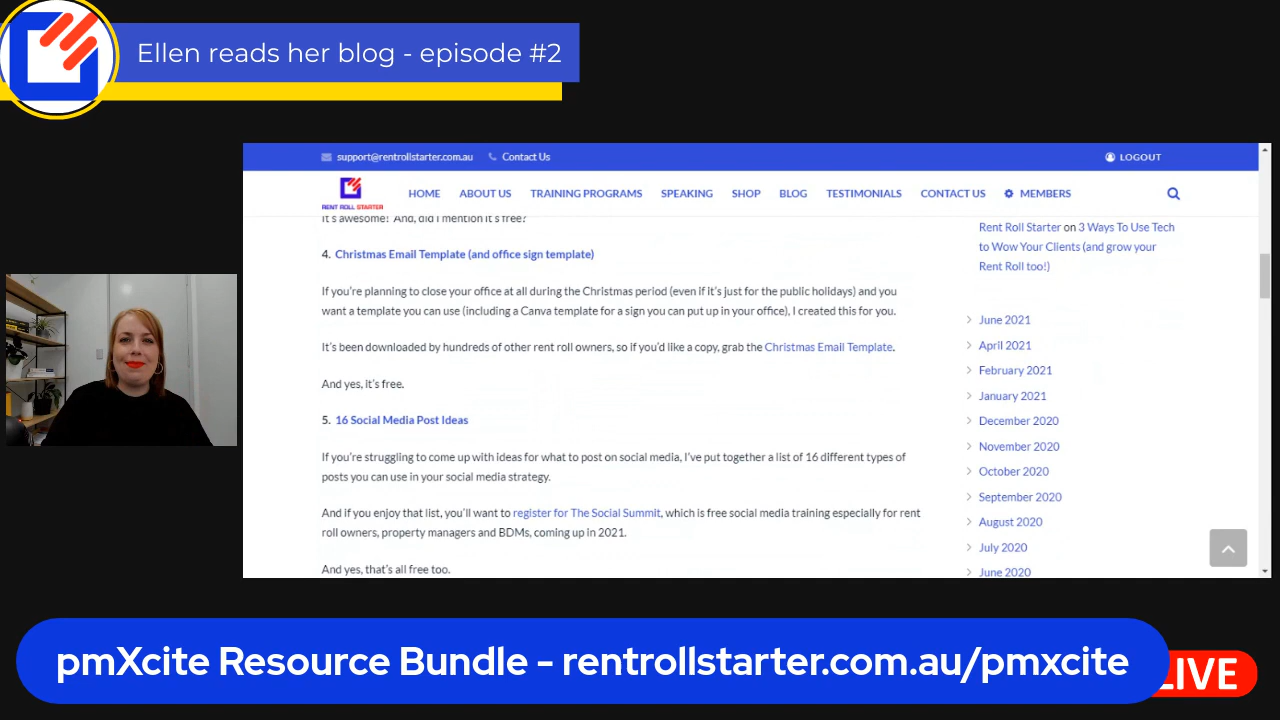 Ellen reads her blog - episode #2
support@rentrollstarter.com.au
Contact Us
LOGOUT
RENT ROLL STARTER
HOME
ABOUT US
TRAINING PROGRAMS
SPEAKING
SHOP
BLOG
TESTIMONIALS
CONTACT US
MEMBERS
It's awesome! And, did I mention it's free?
4. Christmas Email Template (and office sign template)
If you're planning to close your office at all during the Christmas period (even if it's just for the public holidays) and you
want a template you can use (including a Canva template for a sign you can put up in your office), I created this for you.
It's been downloaded by hundreds of other rent roll owners, so if you'd like a copy, grab the Christmas Email Template.
And yes, it's free.
5. 16 Social Media Post Ideas
If you're struggling to come up with ideas for what to post on social media, I've put together a list of 16 different types of
posts you can use in your social media strategy.
And if you enjoy that list, you'll want to register for The Social Summit, which is free social media training especially for rent
roll owners, property managers and BDMs, coming up in 2021.
And yes, that's all free too.
Rent Roll Starter on 3 Ways To Use Tech
to Wow Your Clients (and grow your
Rent Roll too!)
June 2021
April 2021
February 2021
January 2021
December 2020
November 2020
October 2020
September 2020
August 2020
July 2020
June 2020
pmXcite Resource Bundle - rentrollstarter.com.au/pmxcite
LIVE